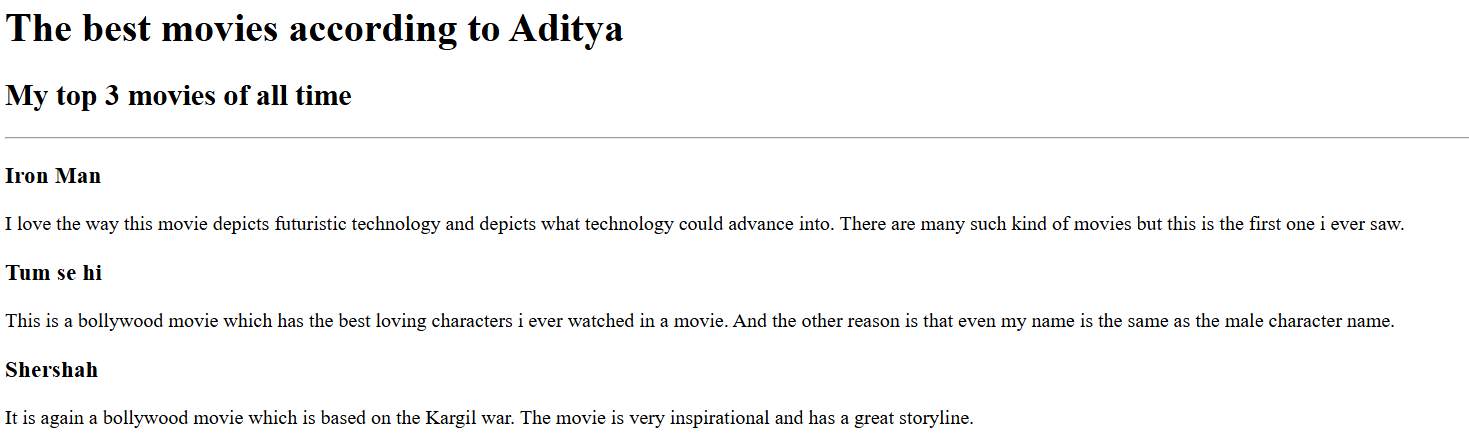 The best movies according to Aditya
My top 3 movies of all time
Iron Man
I love the way this movie depicts futuristic technology and depicts what technology could advance into. There are many such kind of movies but this is the first one i ever saw.
Tum se hi
This is a bollywood movie which has the best loving characters i ever watched in a movie. And the other reason is that even my name is the same as the male character name.
Shershah
It is again a bollywood movie which is based on the Kargil war. The movie is very inspirational and has a great storyline.